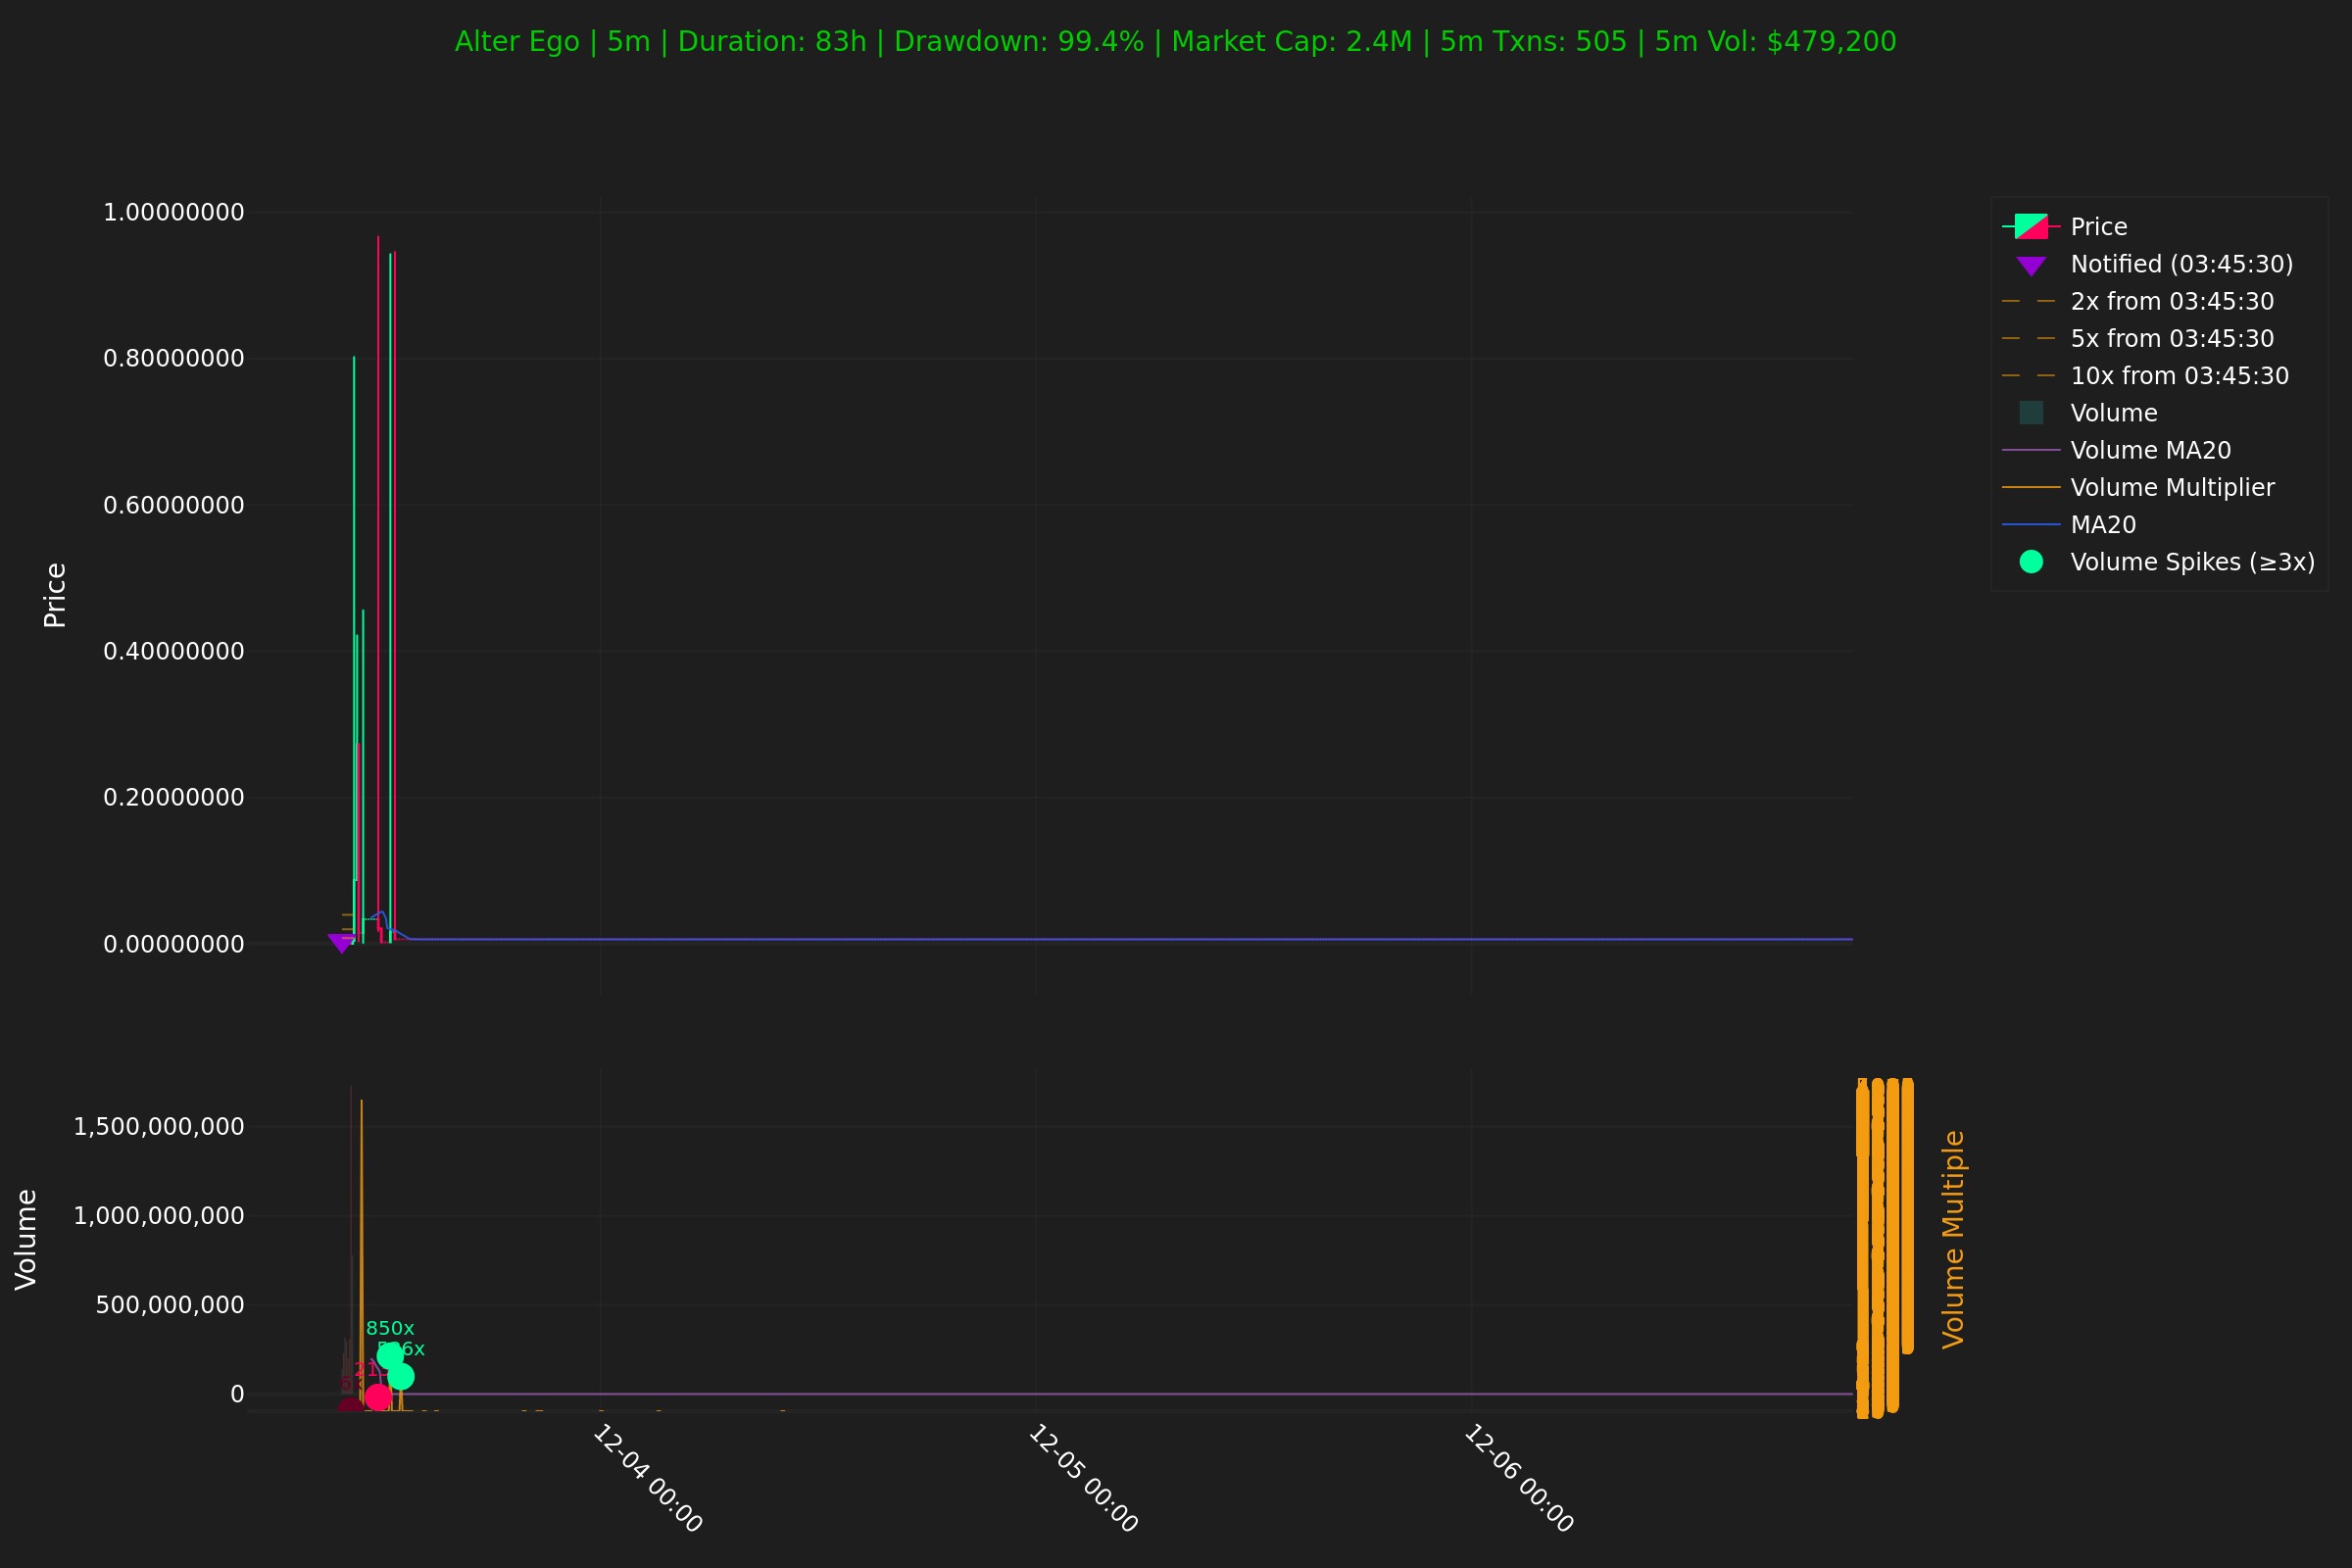 Alter Ego | 5m | Duration: 83h | Drawdown: 99.4% | Market Cap: 2.4M | 5m Txns: 505 | 5m Vol: $479,200
Price
1.00000000
0.80000000
0.60000000
0.40000000
0.20000000
0.00000000
Price
Notified (03:45:30)
2x from 03:45:30
5x from 03:45:30
10x from 03:45:30
Volume
Volume MA20
Volume Multiplier
MA20
Volume Spikes (≥3x)
Volume
1,500,000,000
1,000,000,000
500,000,000
0
850x
Volume Multiple
12-04 00:00
12-05 00:00
12-06 00:00